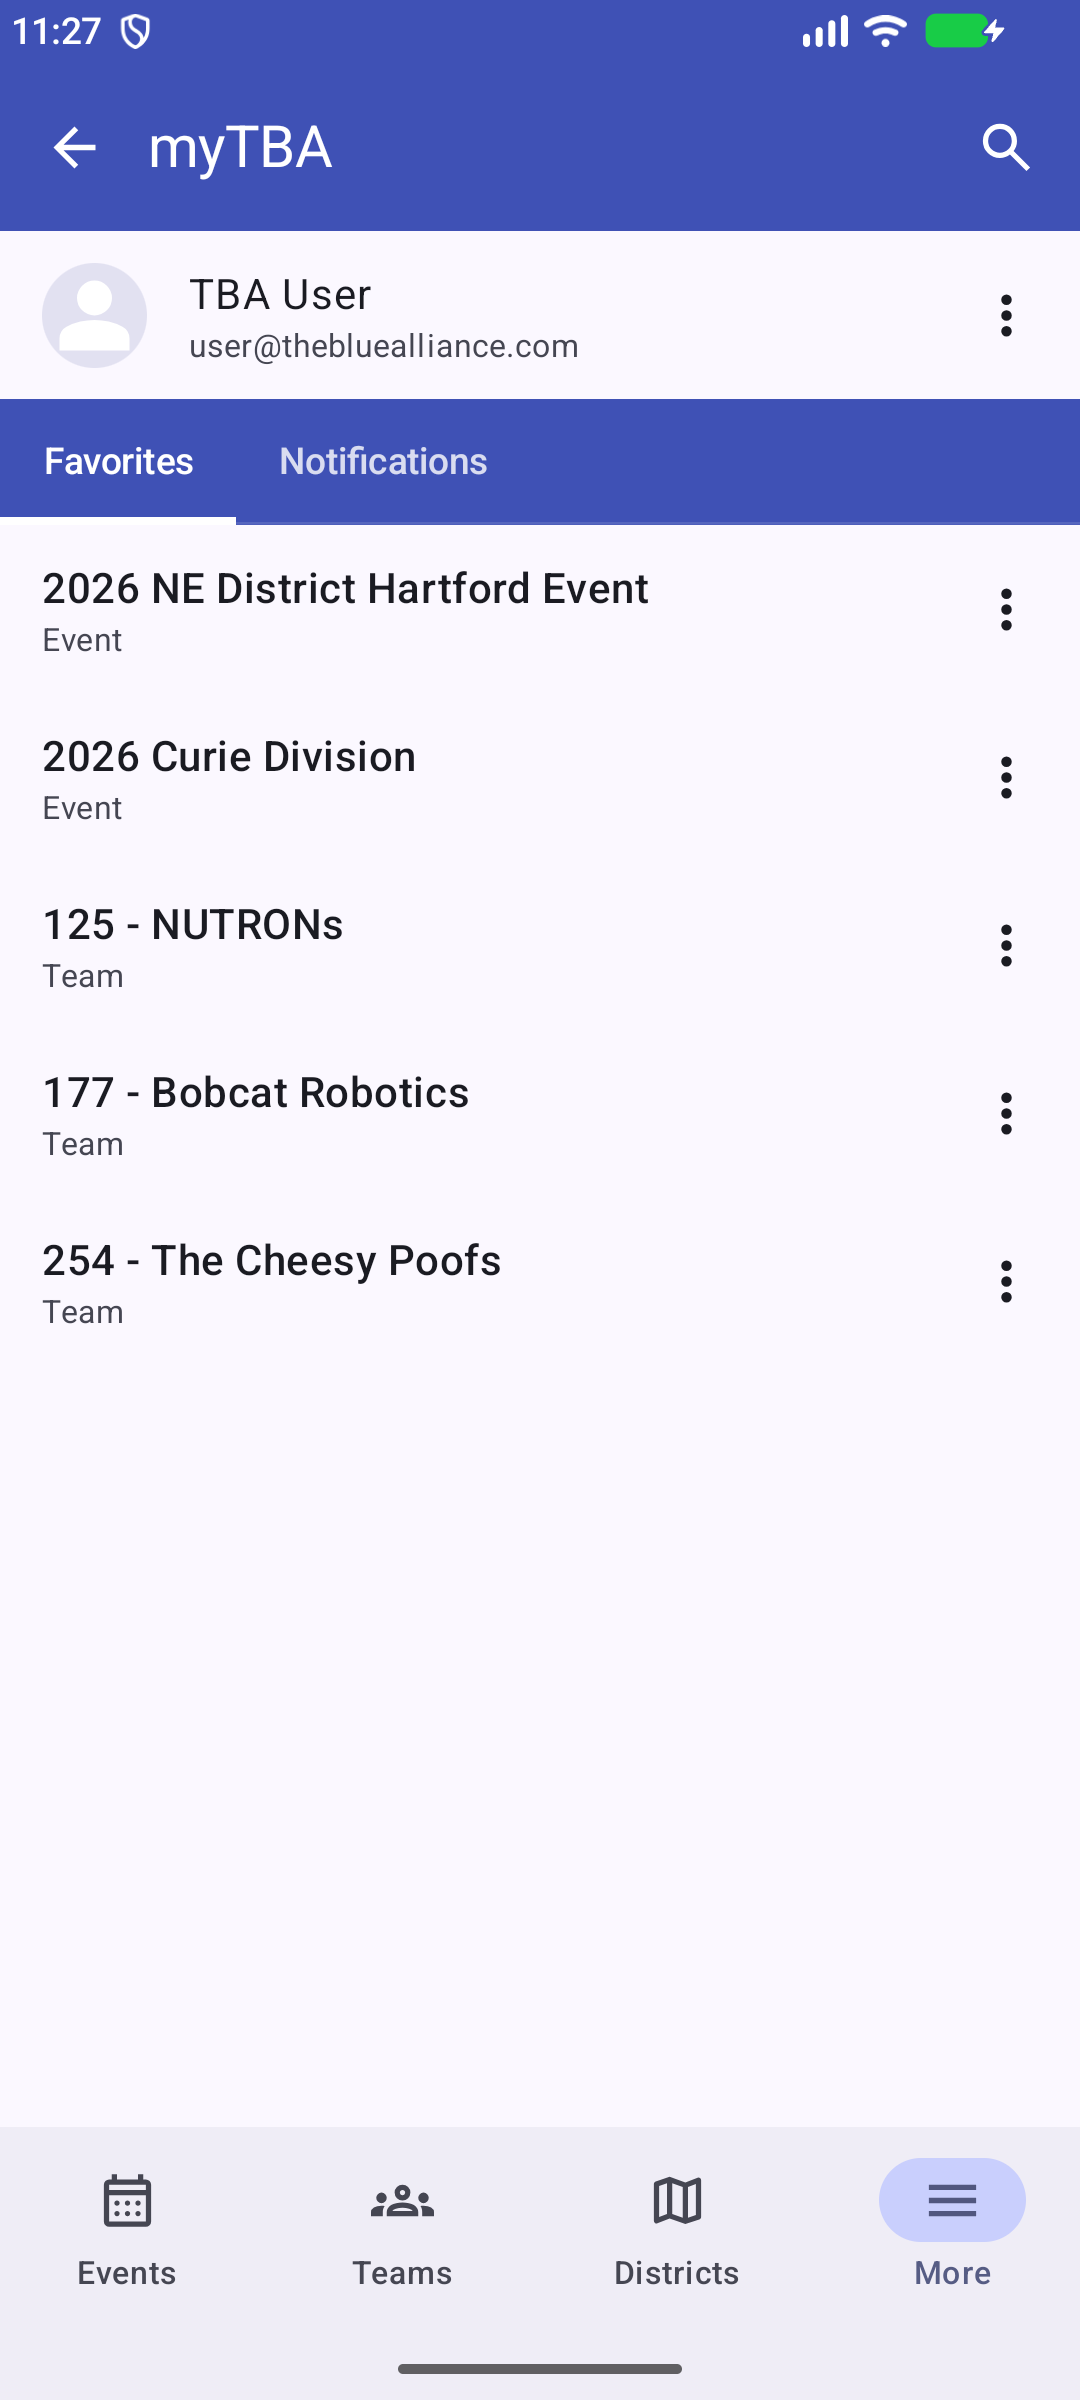 11:27
myTBA
TBA User
user@thebluealliance.com
Favorites
Notifications
2026 NE District Hartford Event
Event
2026 Curie Division
Event
125 - NUTRONs
Team
177 - Bobcat Robotics
Team
254 - The Cheesy Poofs
Team
Events
Teams
Districts
More